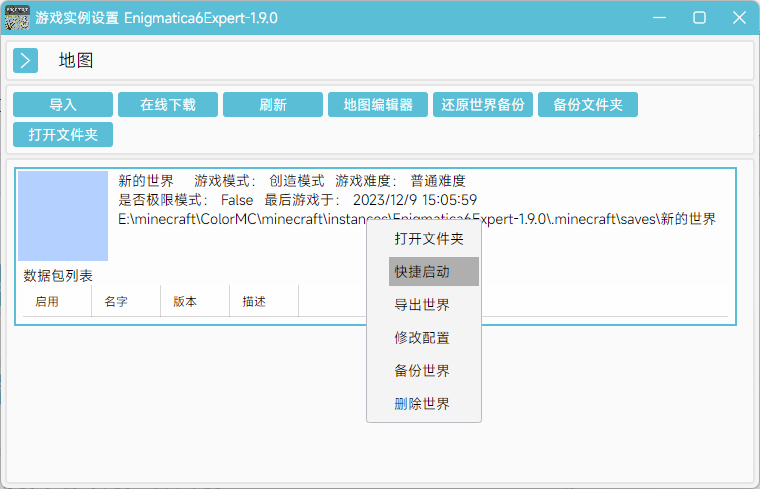 游戏实例设置 Enigmatica6Expert-1.9.0
地图
导入 在线下载 刷新 地图编辑器 还原世界备份 备份文件夹
打开文件夹
新的世界 游戏模式： 创造模式 游戏难度： 普通难度
是否极限模式： False 最后游戏于： 2023/12/9 15:05:59
E:\minecraft\ColorMC\minecraft\instances\Enigmatica6Expert-1.9.0\.minecraft\saves\新的世界
打开文件夹
快捷启动
导出世界
修改配置
备份世界
删除世界
数据包列表
启用 名字 版本 描述